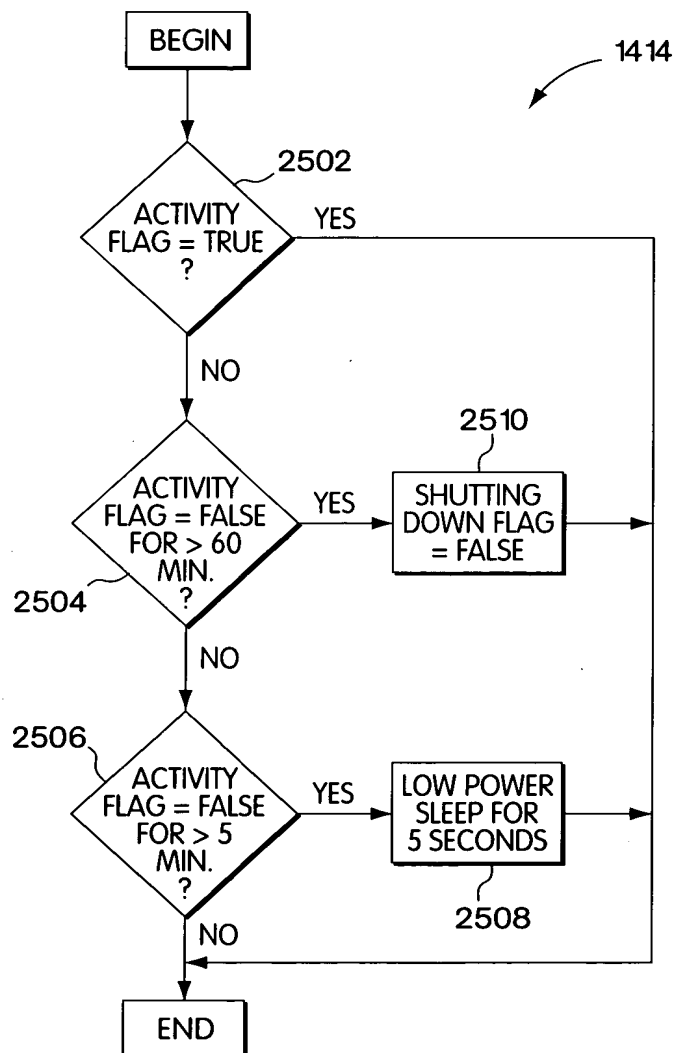 BEGIN
1414
2502
ACTIVITY
FLAG = TRUE
?
YES
NO
2510
ACTIVITY
FLAG = FALSE
FOR > 60
MIN.
?
YES
SHUTTING
DOWN FLAG
= FALSE
2504
NO
2506
ACTIVITY
FLAG = FALSE
FOR > 5
MIN.
?
YES
LOW POWER
SLEEP FOR
5 SECONDS
2508
NO
END